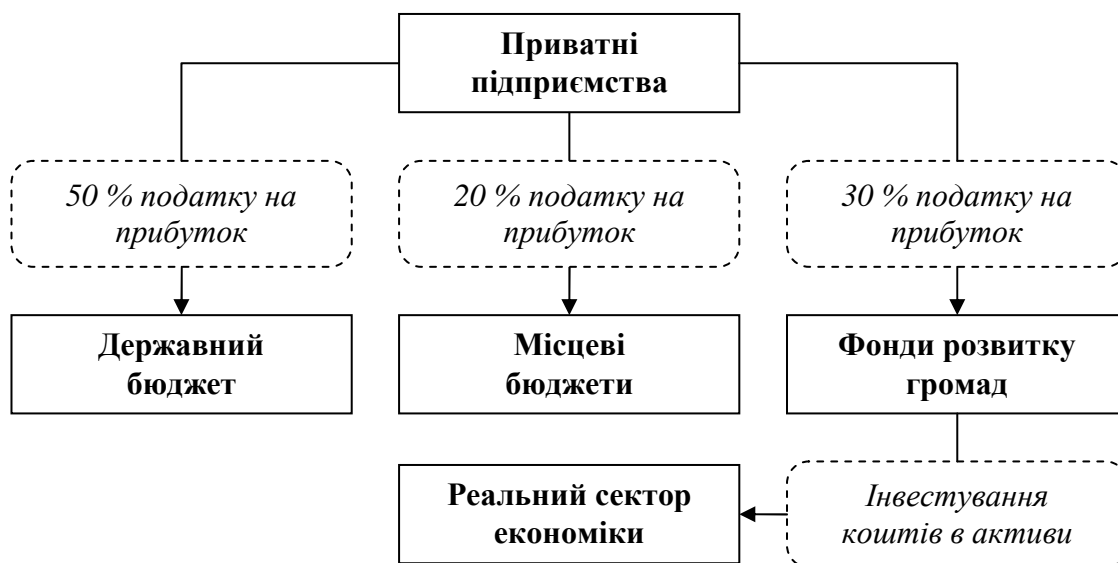 Приватні
підприємства
50 % податку на
прибуток
20 % податку на
прибуток
30 % податку на
прибуток
Державний
бюджет
Місцеві
бюджети
Фонди розвитку
громад
Реальний сектор
економіки
Інвестування
коштів в активи